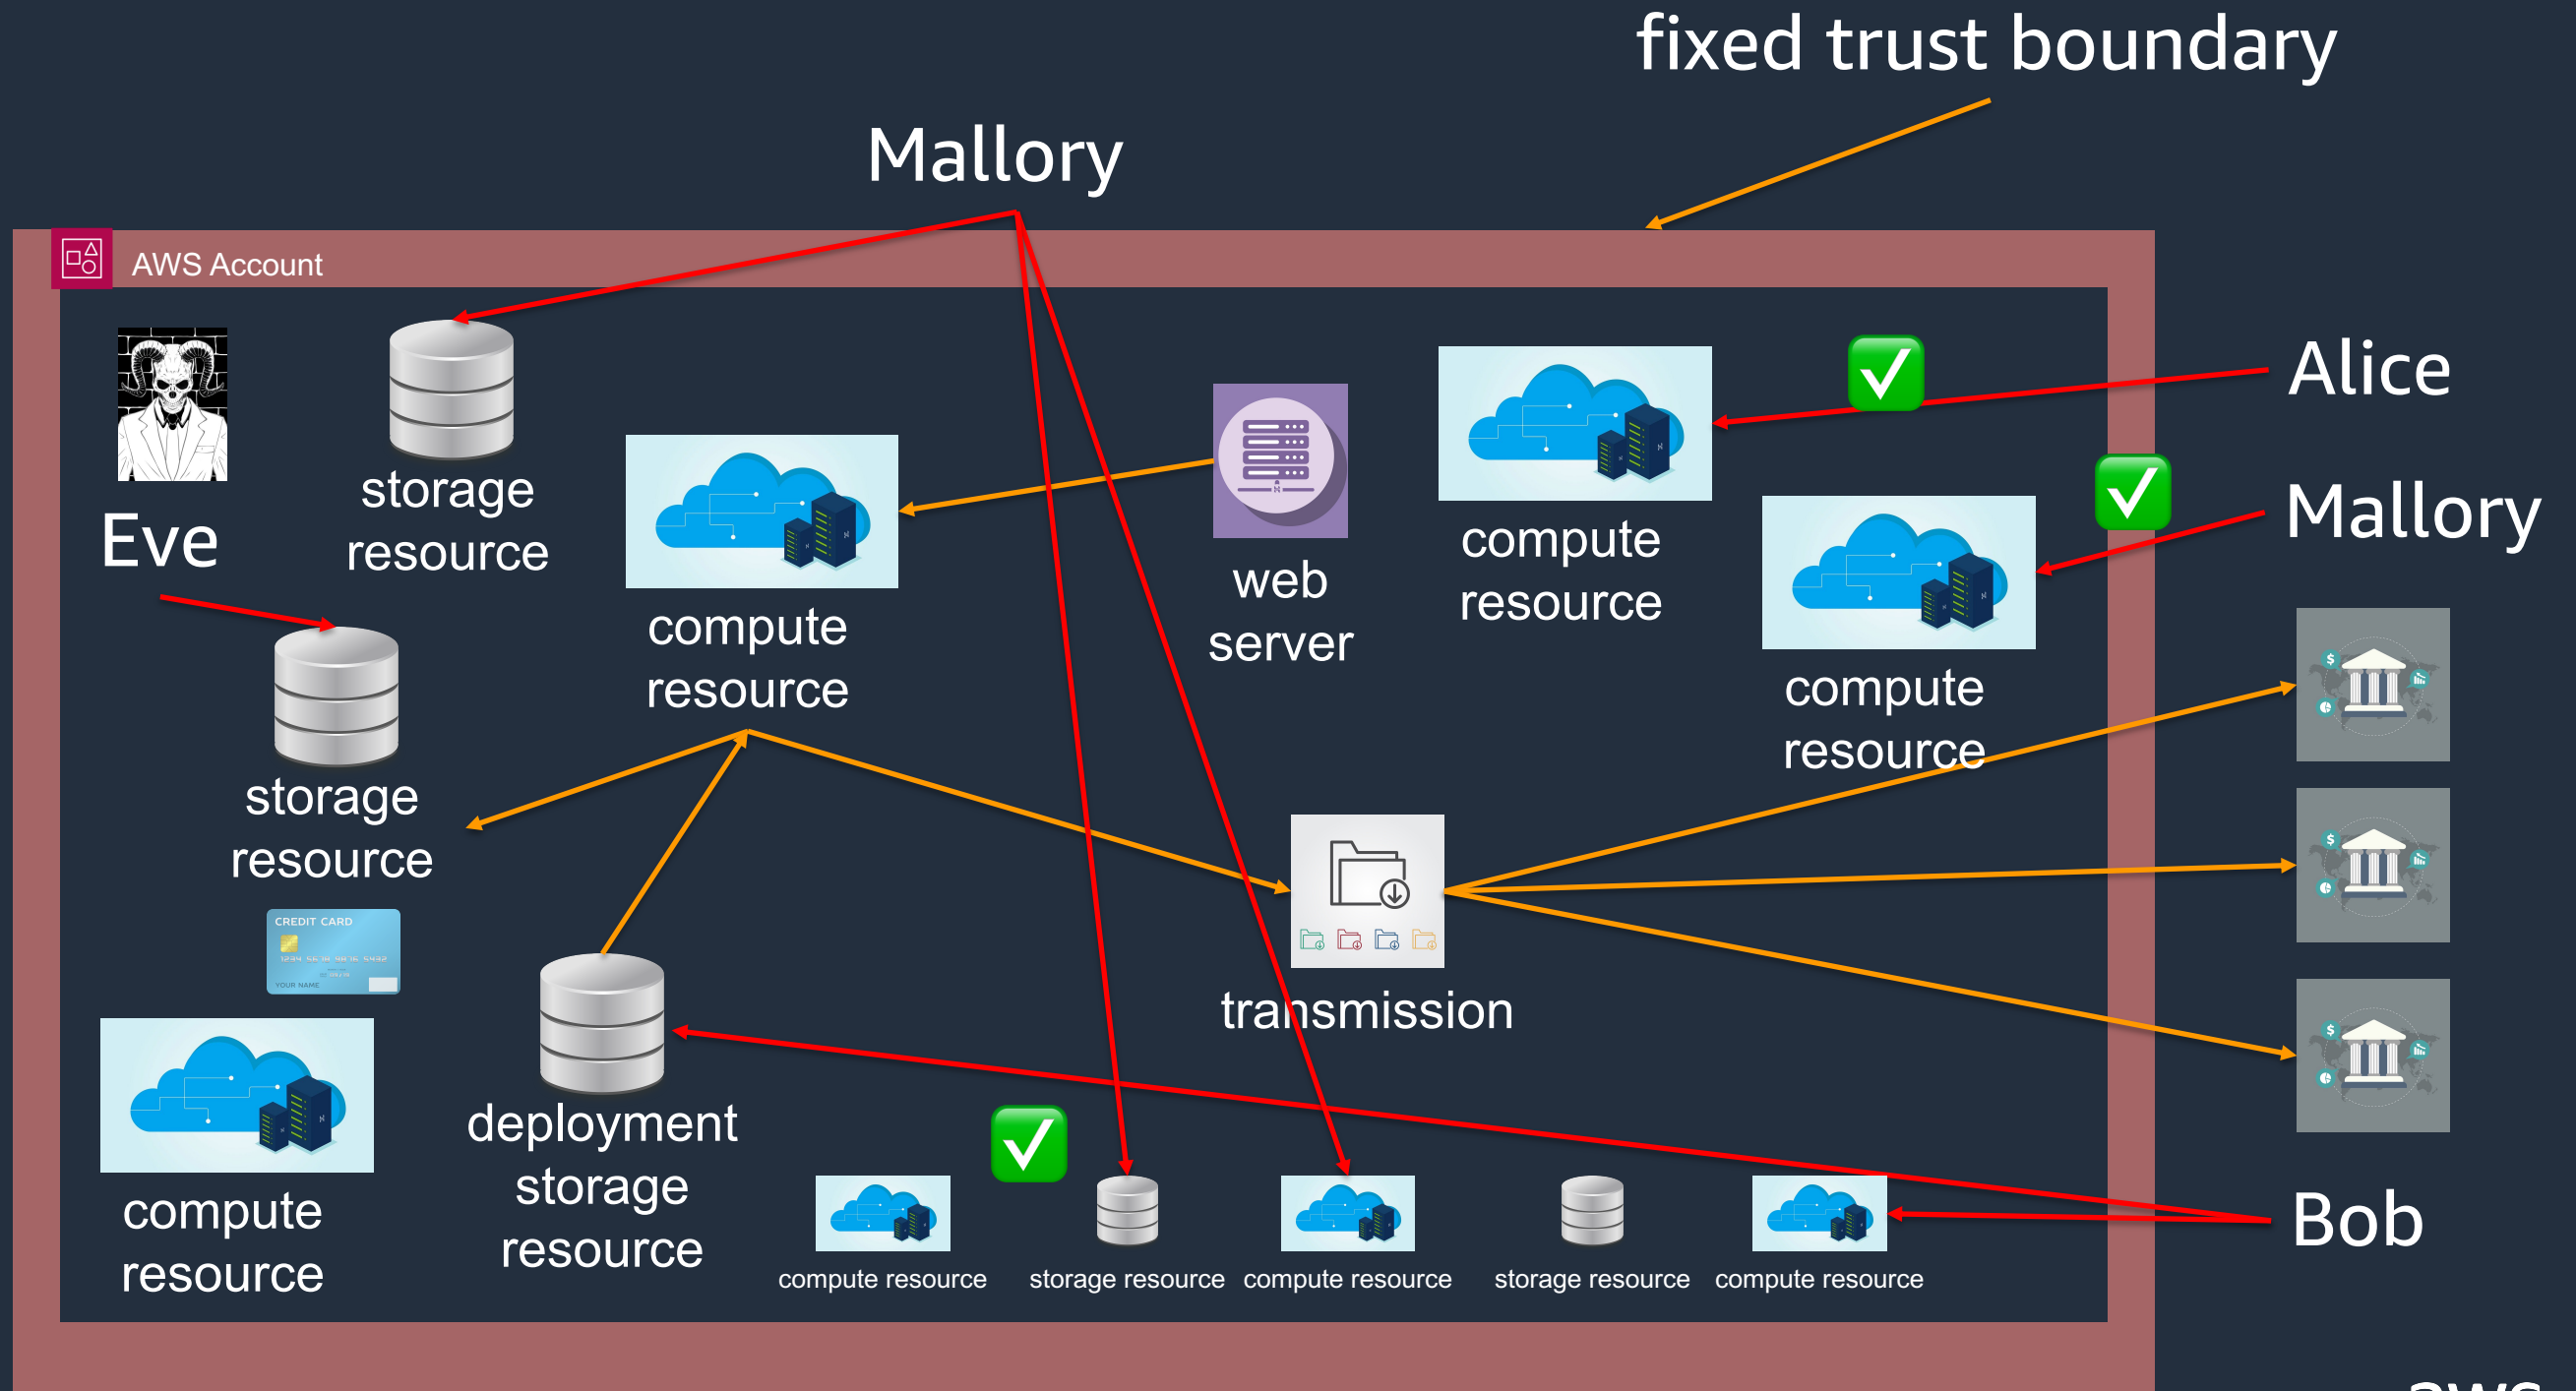 fixed trust boundary
Mallory
AWS Account
Alice
Mallory
Eve
storage
resource
compute
resource
web
server
compute
resource
compute
resource
storage
resource
CREDIT CARD
YOUR NAME
transmission
deployment
storage
resource
compute
resource
compute resource
storage resource
compute resource
storage resource
compute resource
Bob
aws